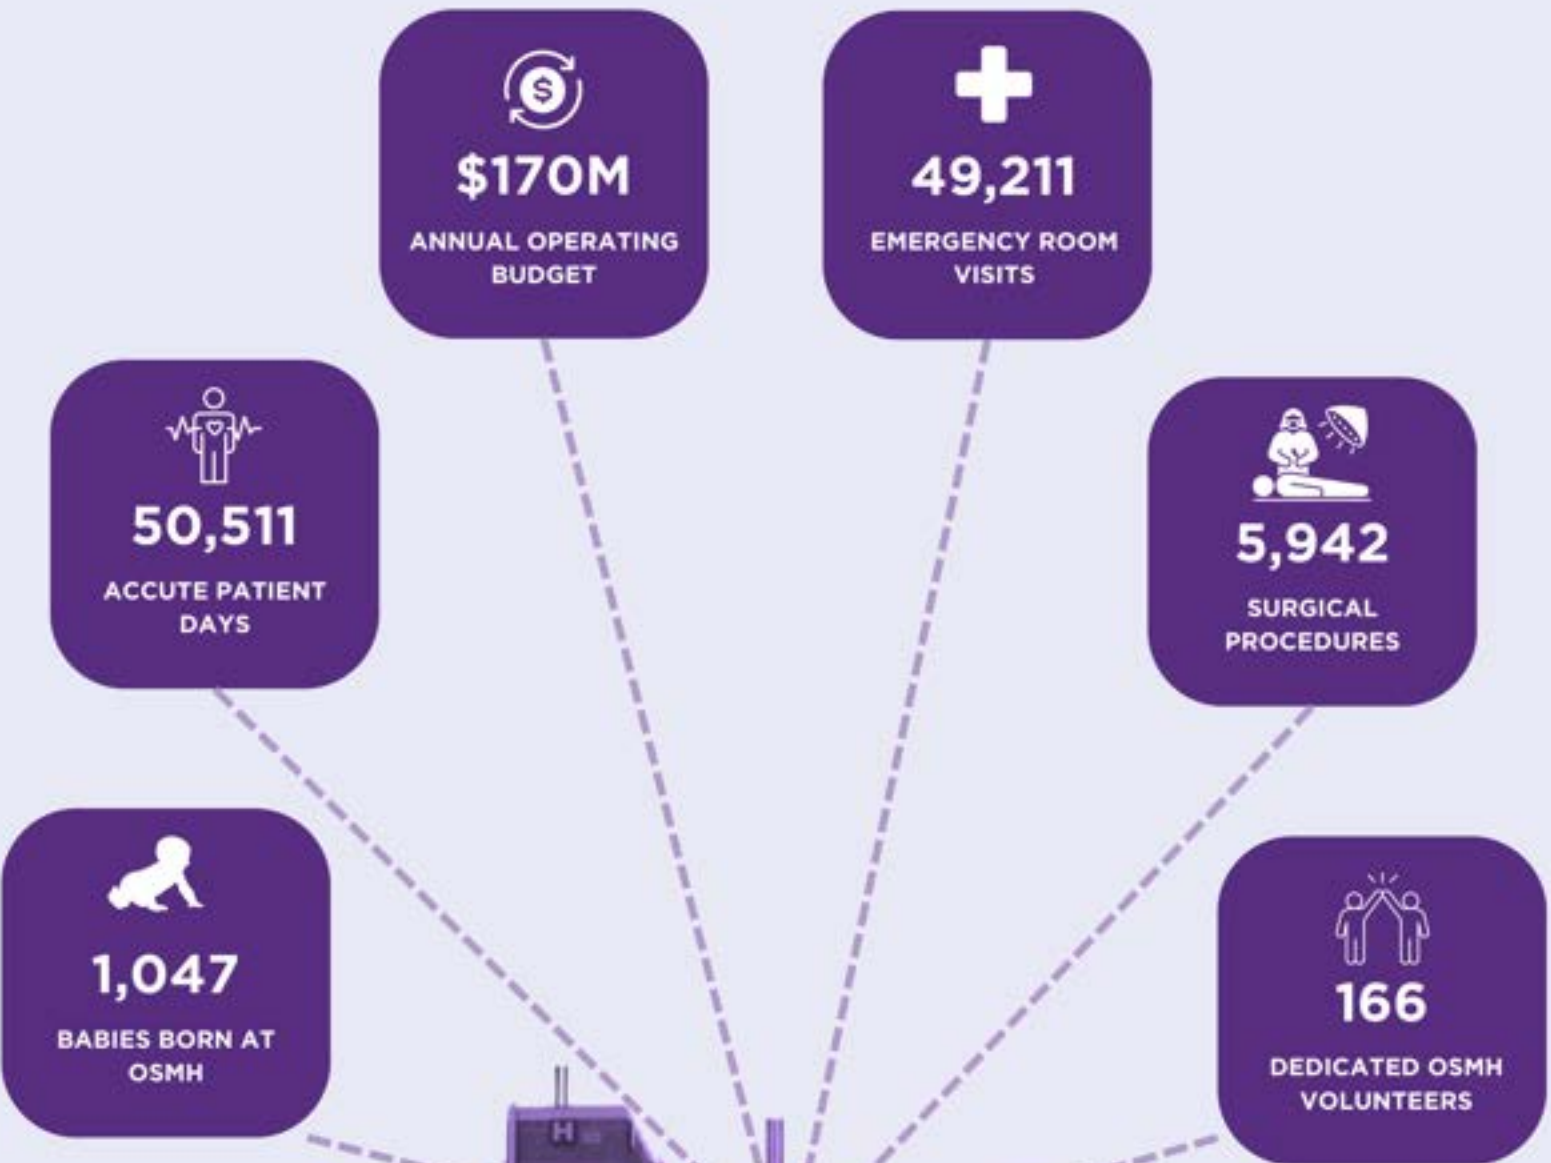 $170M
ANNUAL OPERATING
BUDGET
49,211
EMERGENCY ROOM
VISITS
50,511
ACCUTE PATIENT
DAYS
5,942
SURGICAL
PROCEDURES
1,047
BABIES BORN AT
OSMH
166
DEDICATED OSMH
VOLUNTEERS
H